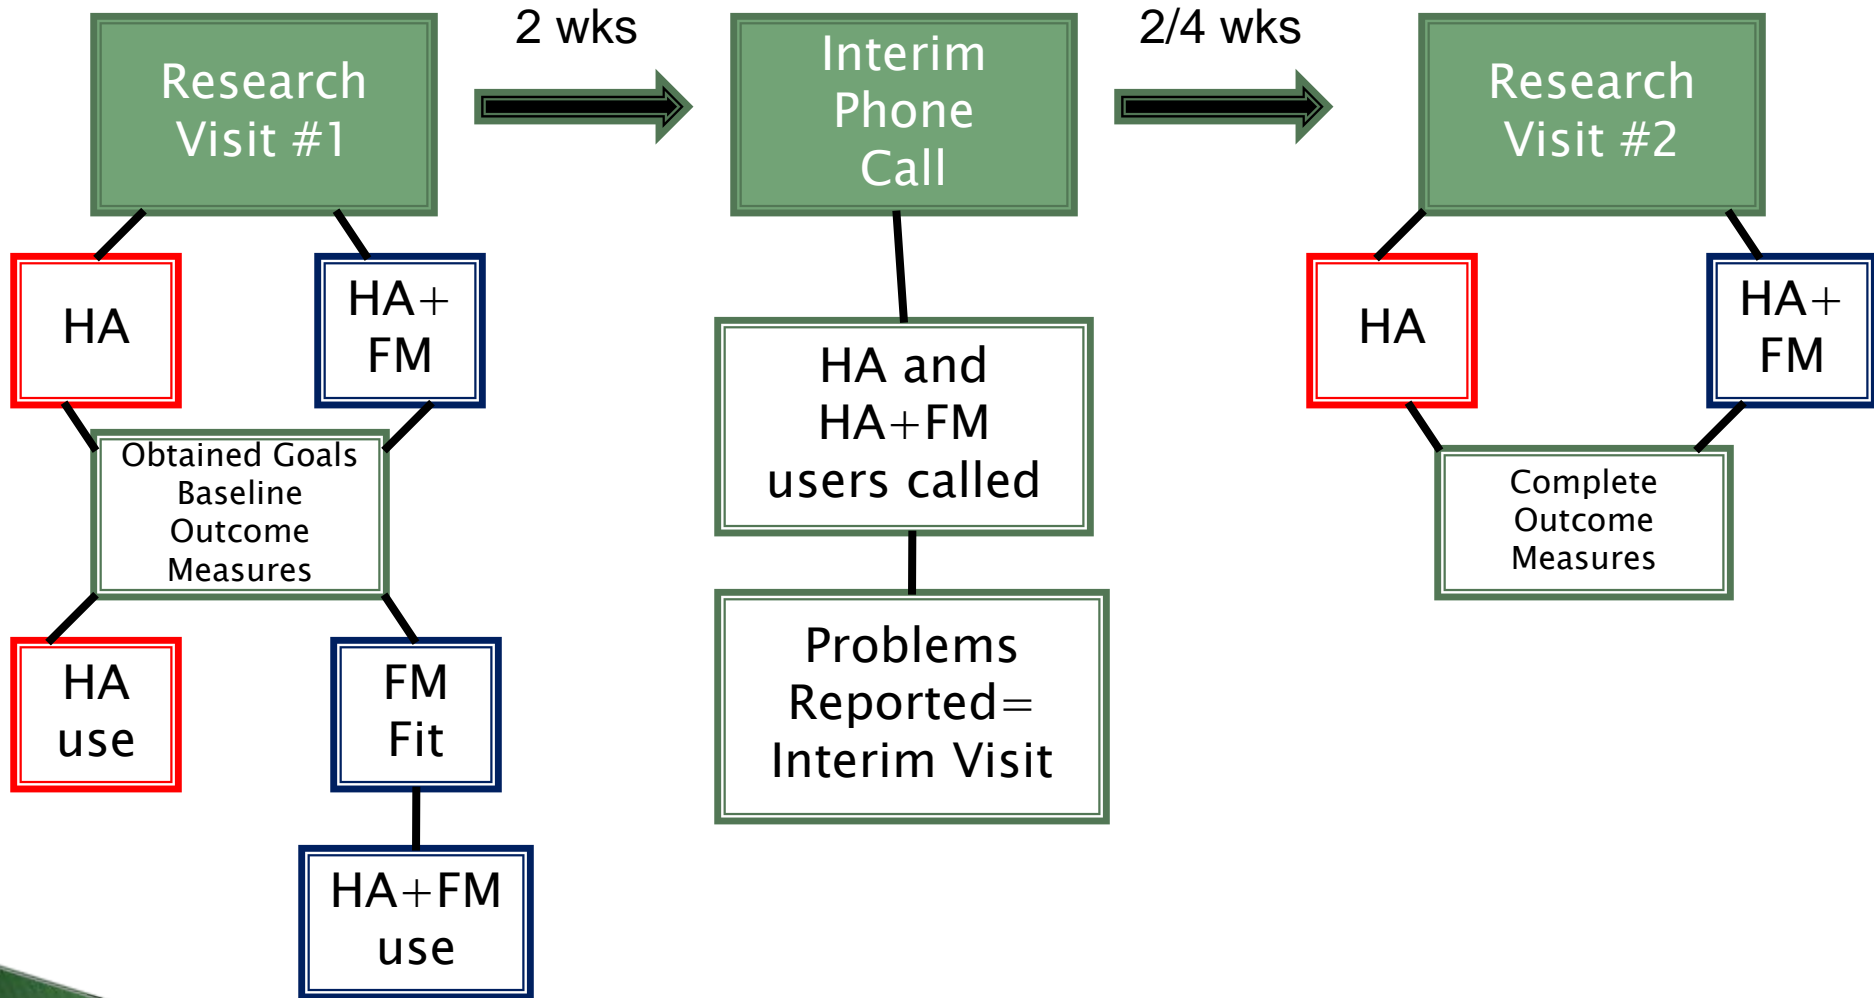 Research
Visit #1
2 wks
Interim
Phone
Call
2/4 wks
Research
Visit #2
HA
HA+
FM
Obtained Goals
Baseline
Outcome
Measures
HA
use
FM
Fit
HA+FM
use
HA and
HA+FM
users called
Problems
Reported=
Interim Visit
HA
HA+
FM
Complete
Outcome
Measures